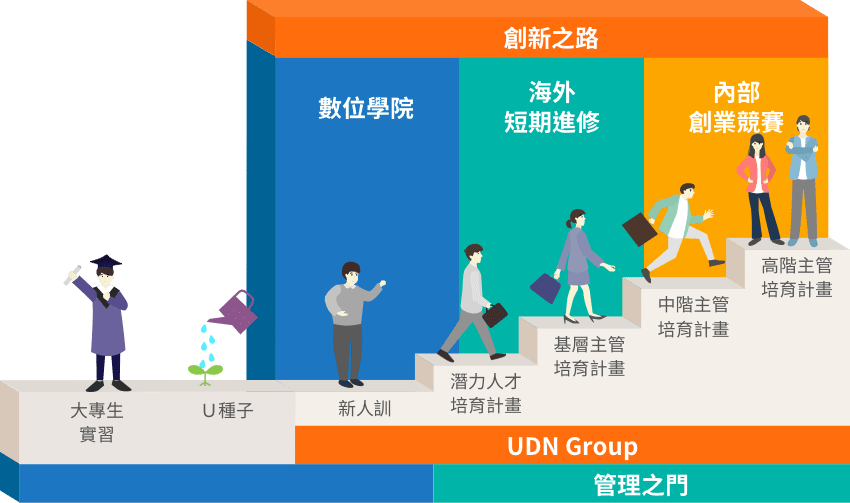 創新之路
數位學院
海外
短期進修
內部
創業競賽
高階主管
培育計畫
中階主管
培育計畫
基層主管
培育計畫
潛力人才
培育計畫
新人訓
U種子
大專生
實習
UDN Group
管理之門